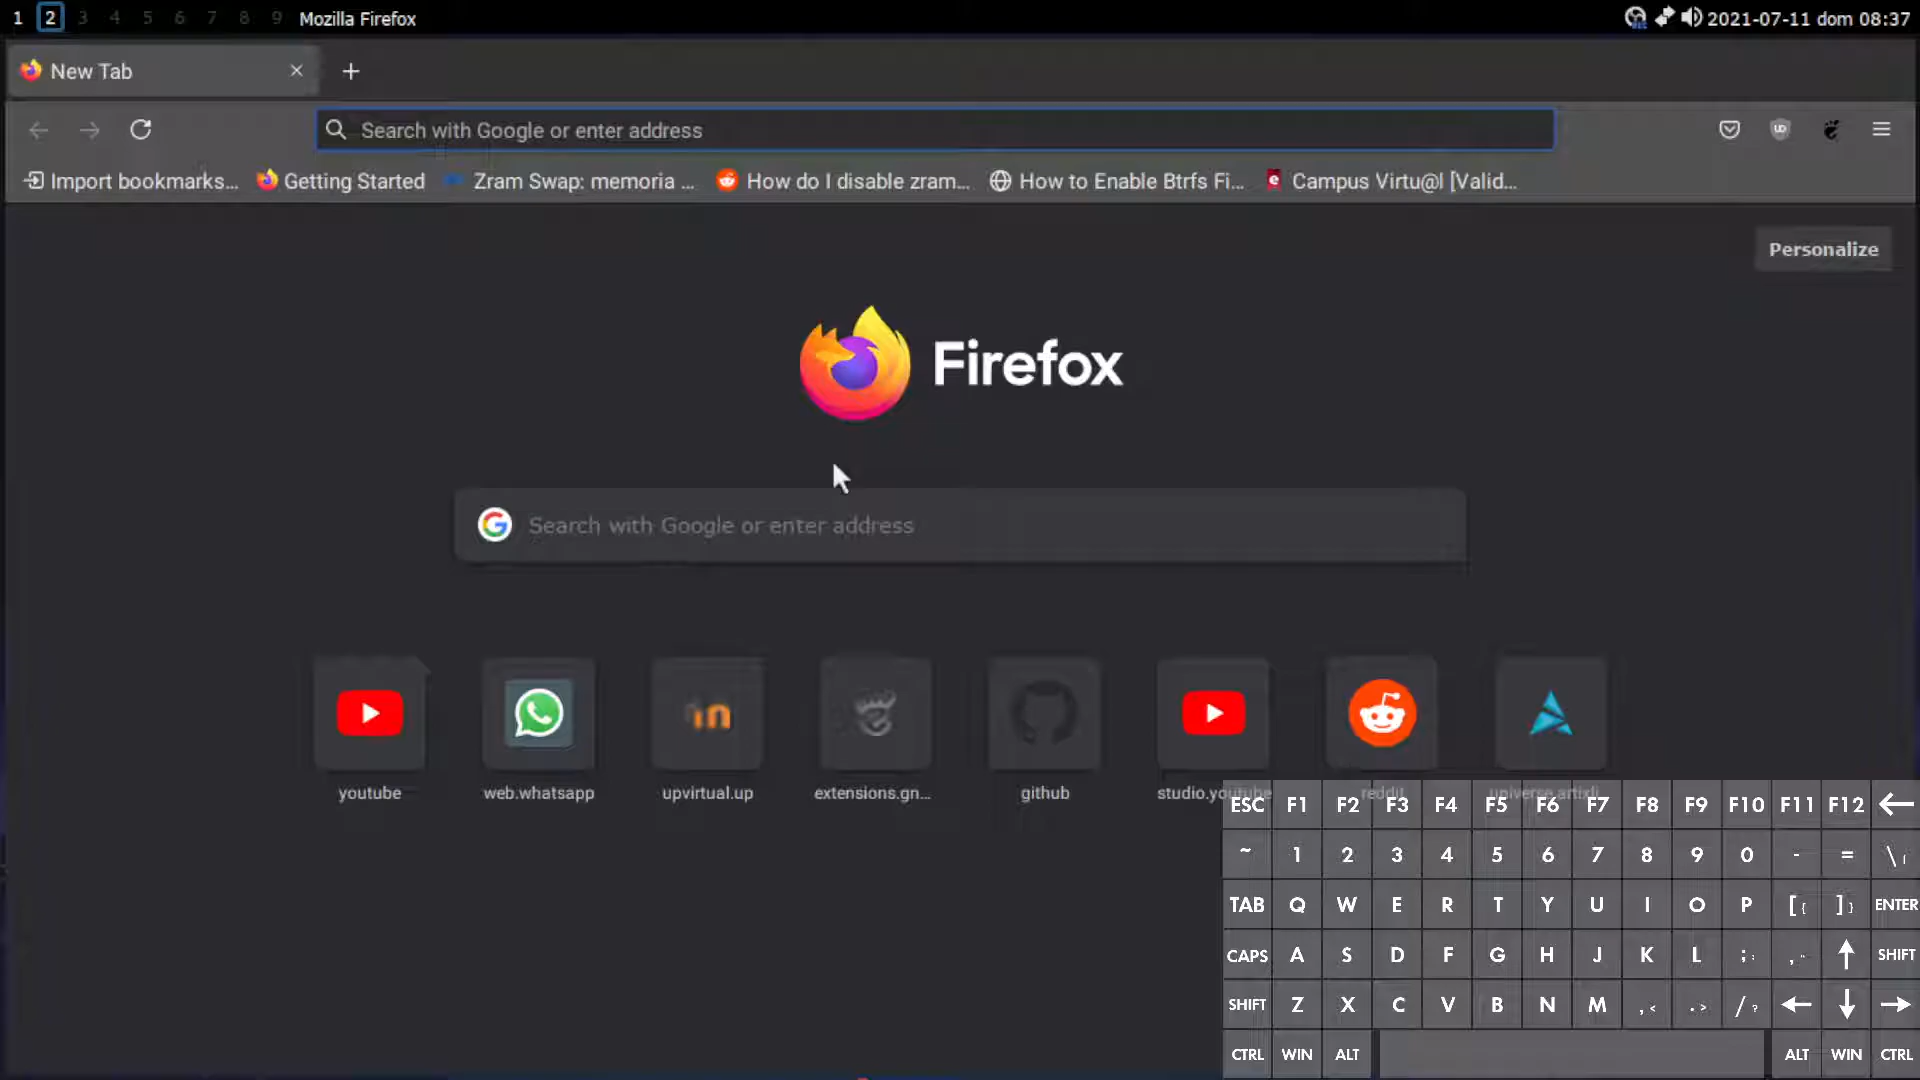 1 2 3 4 5 6 7 8 9 Mozilla Firefox 2021-07-11 dom 08:37
New Tab
Search with Google or enter address
Import bookmarks... Getting Started Zram Swap: memoria ... How do I disable zram... How to Enable Btrfs Fi... Campus Virtu@l [Valid...
Personalize
Firefox
Search with Google or enter address
youtube web.whatsapp upvirtual.up extensions.gn... github studio.youtube reddit universe.artixli
ESC F1 F2 F3 F4 F5 F6 F7 F8 F9 F10 F11 F12 ←
~ 1 2 3 4 5 6 7 8 9 0 - = \ |
TAB Q W E R T Y U I O P [ { ] } ENTER
CAPS A S D F G H J K L ; : , " ↑ SHIFT
SHIFT Z X C V B N M , < . > / ? ← ↓ →
CTRL WIN ALT ALT WIN CTRL